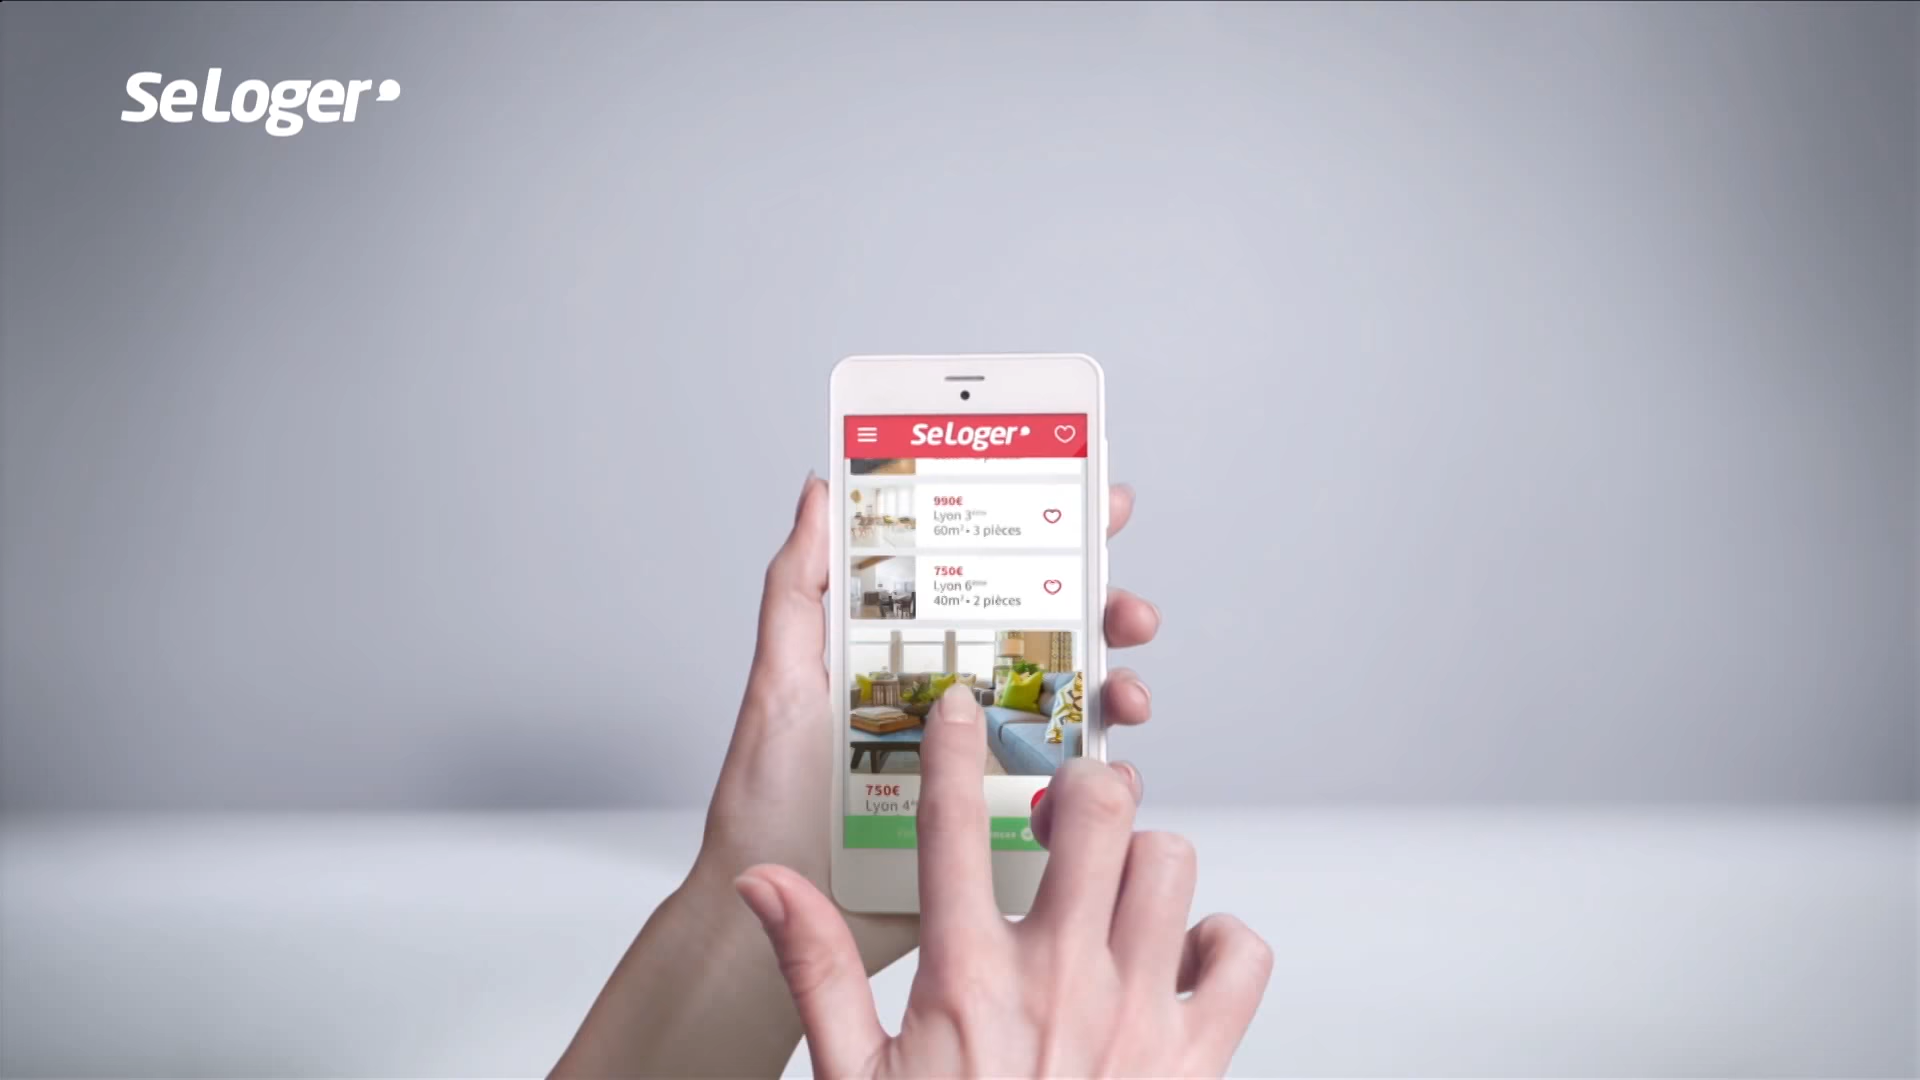 SeLoger
SeLoger
990€
Lyon 3ème
60m² • 3 pièces
750€
Lyon 6ème
40m² • 2 pièces
750€
Lyon 4